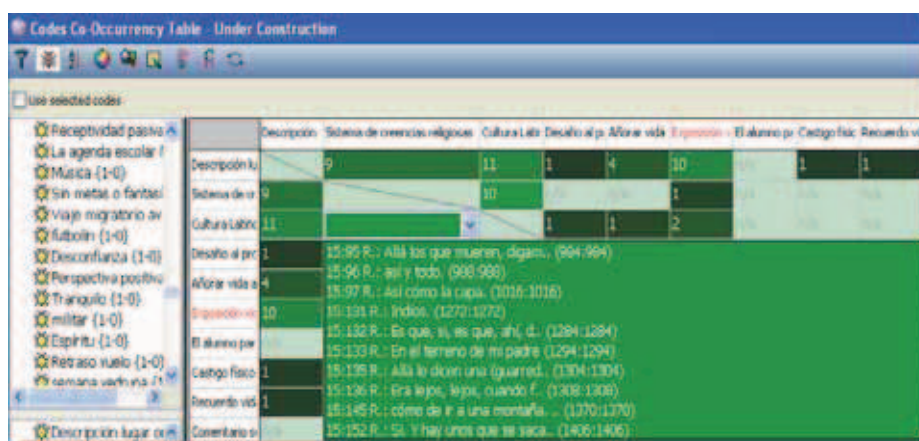 Codes Co-Occurrency Table - Under Construction
Use selected codes
Receptividad pasiva
La agenda escolar
Música {1-0}
Sin metas o fantasí
Viaje migratorio av
futbolín {1-0}
Desconfianza {1-0}
Perspectiva positiva
Tranquilo {1-0}
militar {1-0}
Espíritu {1-0}
Retraso vuelo {1-0}
Descripción lugar
Descripción Sistema de creencias religiosas Cultura Latin Desafío al p Añorar vida Exposición El alumno p Castigo físic Recuerdo v
Descripción lu 9 11 1 4 10 n/a 1 1
Sistema de cr 9 10 n/a n/a 1 n/a n/a n/a
Cultura Latino 11 1 1 2 n/a n/a n/a
Desafío al pro 1
Añorar vida a 4
Exposición 10
El alumno par n/a
Castigo físico 1
Recuerdo vid 1
Comentario s
15:95 R.: Allá los que mueren, digam.. (984:984)
15:96 R.: así y todo. (988:988)
15:97 R.: Así cómo la capa. (1016:1016)
15:131 R.: Indios. (1272:1272)
15:132 R.: Es que, si, es que, ahí, d.. (1284:1284)
15:133 R.: En el terreno de mi padre (1294:1294)
15:135 R.: Allá le dicen una (guarred.. (1304:1304)
15:136 R.: Era lejos, lejos, cuando f.. (1308:1308)
15:145 R.: cómo de ir a una montaña. .. (1370:1370)
15:152 R.: Si. Y hay unos que se saca.. (1406:1406)